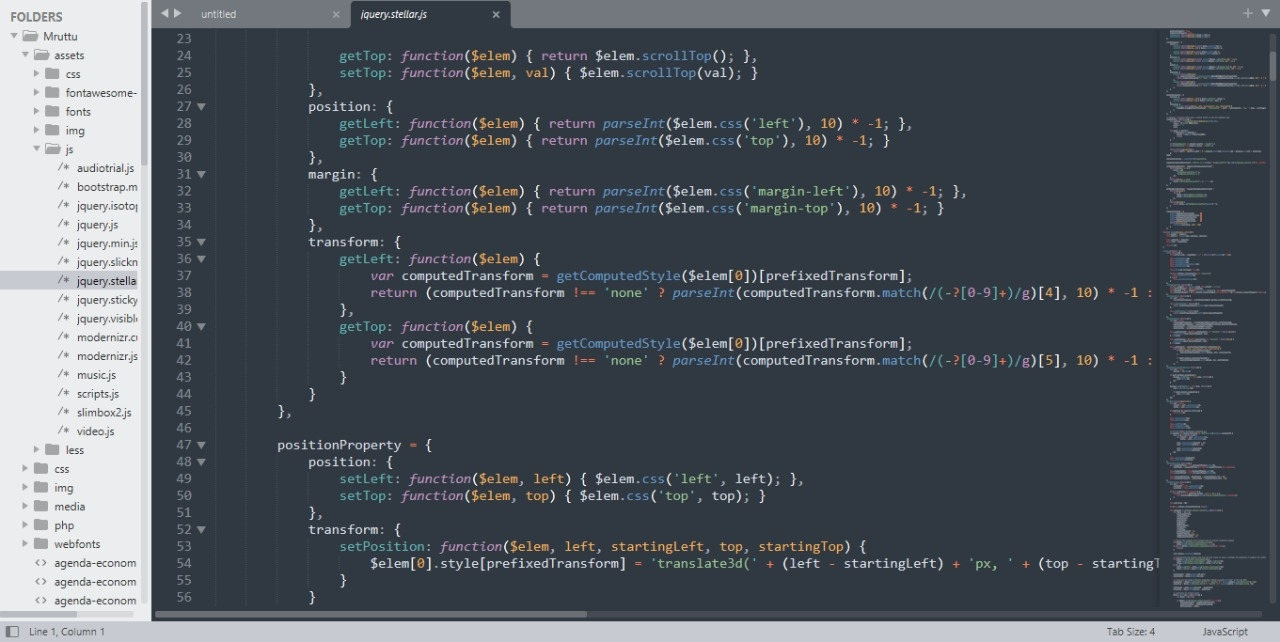 FOLDERS
Mruttu
assets
css
fontawesome-
fonts
img
js
audiotrial.js
bootstrap.m
jquery.isotop
jquery.js
jquery.min.js
jquery.slickn
jquery.stella
jquery.sticky
jquery.visible
modernizr.cu
modernizr.js
music.js
scripts.js
slimbox2.js
video.js
less
css
img
media
php
webfonts
agenda-econom
agenda-econom
agenda-econom
untitled
jquery.stellar.js
23
24 getTop: function($elem) { return $elem.scrollTop(); },
25 setTop: function($elem, val) { $elem.scrollTop(val); }
26 },
27 position: {
28 getLeft: function($elem) { return parseInt($elem.css('left'), 10) * -1; },
29 getTop: function($elem) { return parseInt($elem.css('top'), 10) * -1; }
30 },
31 margin: {
32 getLeft: function($elem) { return parseInt($elem.css('margin-left'), 10) * -1; },
33 getTop: function($elem) { return parseInt($elem.css('margin-top'), 10) * -1; }
34 },
35 transform: {
36 getLeft: function($elem) {
37 var computedTransform = getComputedStyle($elem[0])[prefixedTransform];
38 return (computedTransform !== 'none' ? parseInt(computedTransform.match(/(-?[0-9]+)/g)[4], 10) * -1 :
39 },
40 getTop: function($elem) {
41 var computedTransform = getComputedStyle($elem[0])[prefixedTransform];
42 return (computedTransform !== 'none' ? parseInt(computedTransform.match(/(-?[0-9]+)/g)[5], 10) * -1 :
43 }
44 }
45 },
46
47 positionProperty = {
48 position: {
49 setLeft: function($elem, left) { $elem.css('left', left); },
50 setTop: function($elem, top) { $elem.css('top', top); }
51 },
52 transform: {
53 setPosition: function($elem, left, startingLeft, top, startingTop) {
54 $elem[0].style[prefixedTransform] = 'translate3d(' + (left - startingLeft) + 'px, ' + (top - startingT
55 }
56 }
Line 1, Column 1
Tab Size: 4
JavaScript